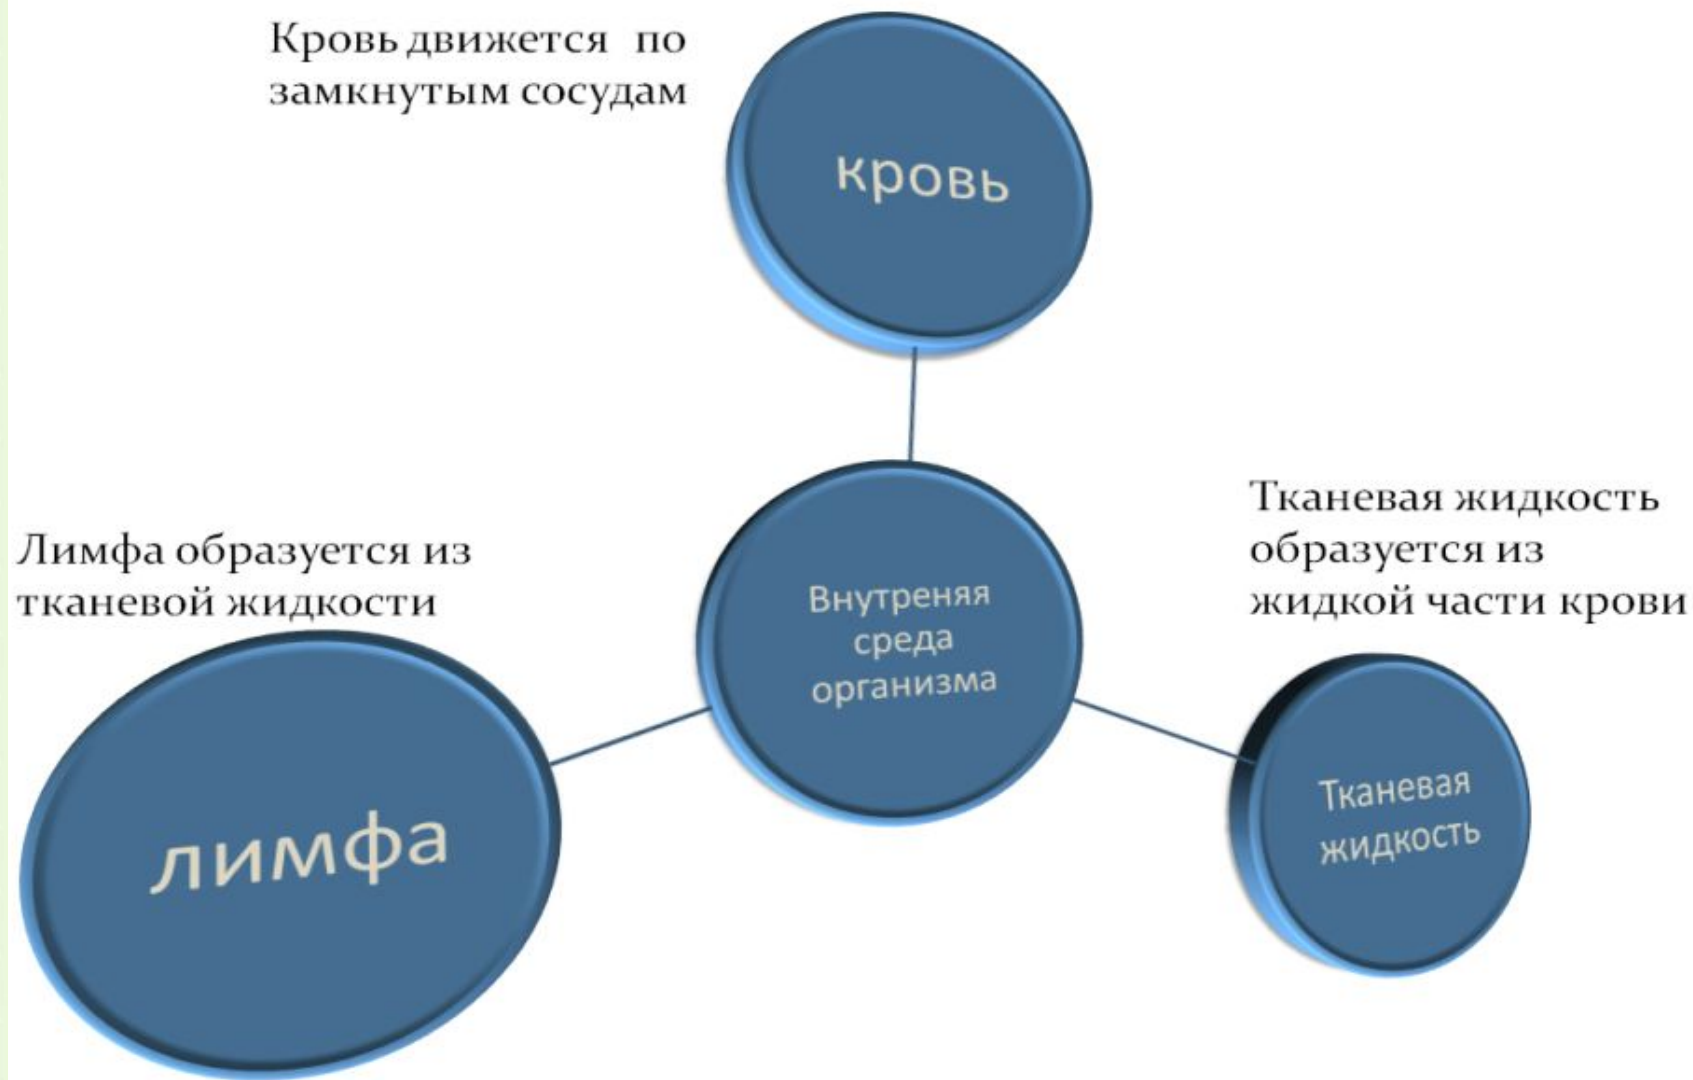 Кровь движется по
замкнутым сосудам
кровь
Тканевая жидкость
образуется из
жидкой части крови
Лимфа образуется из
тканевой жидкости
Внутреняя
среда
организма
Тканевая
жидкость
лимфа